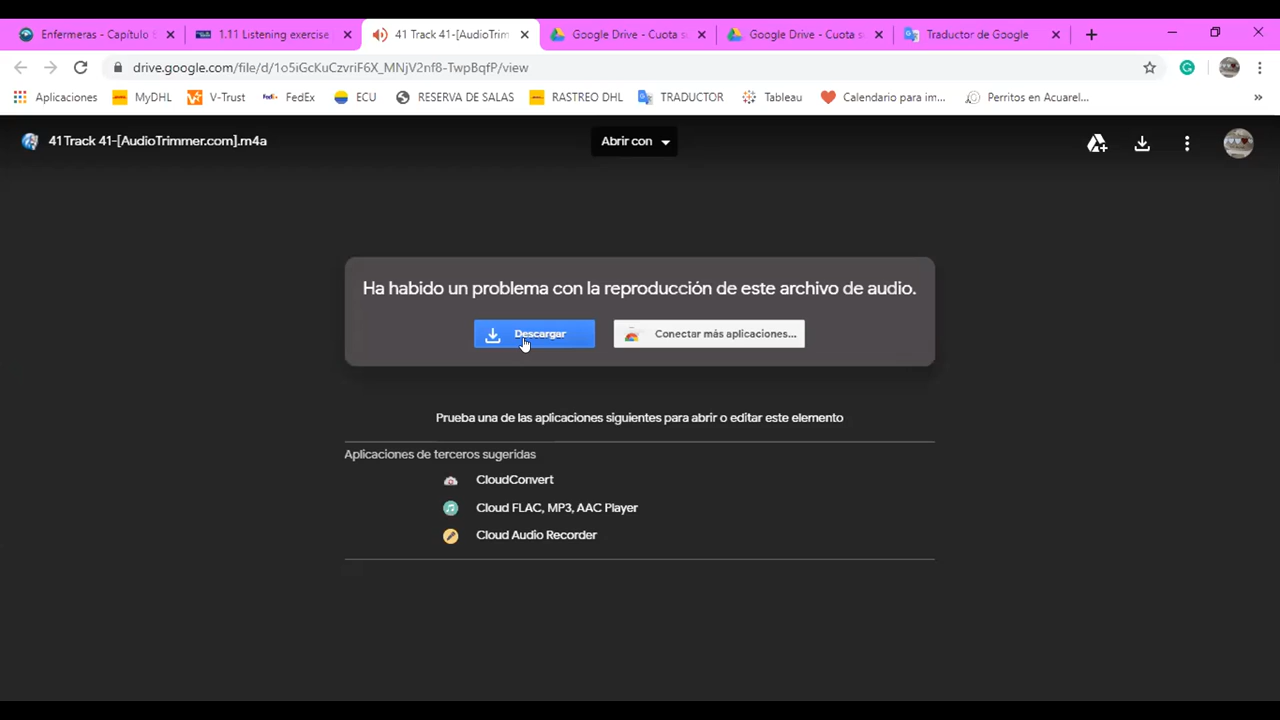 Enfermeras - Capítulo 6
1.11 Listening exercise
41 Track 41-[AudioTrim
Google Drive - Cuota s
Google Drive - Cuota s
Traductor de Google
drive.google.com/file/d/1o5iGcKuCzvriF6X_MNjV2nf8-TwpBqfP/view
Aplicaciones
MyDHL
V-Trust
FedEx
ECU
RESERVA DE SALAS
RASTREO DHL
TRADUCTOR
Tableau
Calendario para im...
Perritos en Acuarel...
»
41 Track 41-[AudioTrimmer.com].m4a
Abrir con
Ha habido un problema con la reproducción de este archivo de audio.
Descargar
Conectar más aplicaciones...
Prueba una de las aplicaciones siguientes para abrir o editar este elemento
Aplicaciones de terceros sugeridas
CloudConvert
Cloud FLAC, MP3, AAC Player
Cloud Audio Recorder